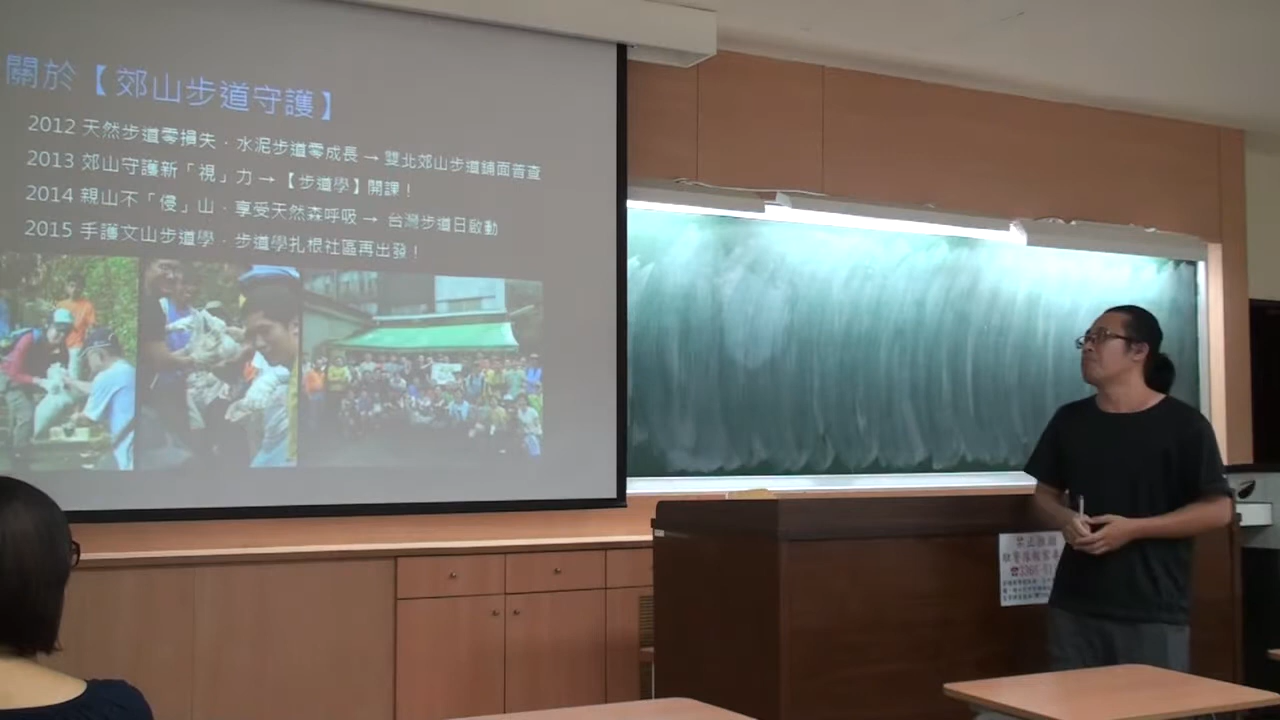 關於【郊山步道守護】
2012 天然步道零損失．水泥步道零成長→雙北郊山步道鋪面普查
2013 郊山守護新「視」力→【步道學】開課！
2014 親山不「侵」山．享受天然森呼吸→ 台灣步道日啟動
2015 手護文山步道學．步道學扎根社區再出發！